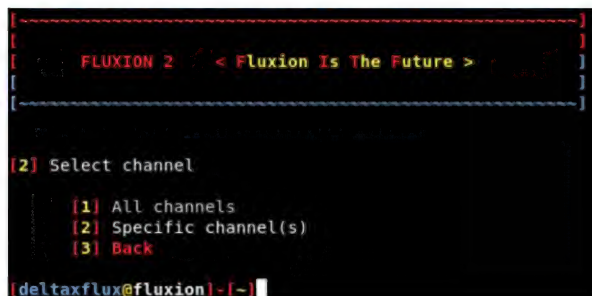 [~~~~~~~~~~~~~~~~~~~~~~~~~~~~~~~~~~~~~~~~~~~~~~~~~~~~~~]
[ ]
[ FLUXION 2 < Fluxion Is The Future > ]
[ ]
[~~~~~~~~~~~~~~~~~~~~~~~~~~~~~~~~~~~~~~~~~~~~~~~~~~~~~~]
[2] Select channel
[1] All channels
[2] Specific channel(s)
[3] Back
[deltaxflux@fluxion]-[~]